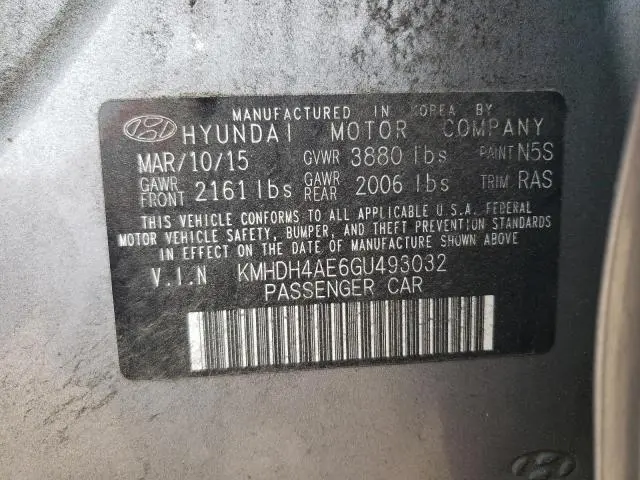 MANUFACTURED IN KOREA BY
HYUNDAI MOTOR COMPANY
MAR/10/15 GVWR 3880 lbs PAINT N5S
GAWR FRONT 2161 lbs GAWR REAR 2006 lbs TRIM RAS
THIS VEHICLE CONFORMS TO ALL APPLICABLE U.S.A. FEDERAL
MOTOR VEHICLE SAFETY, BUMPER, AND THEFT PREVENTION STANDARDS
IN EFFECT ON THE DATE OF MANUFACTURE SHOWN ABOVE.
V.I.N KMHDH4AE6GU493032
PASSENGER CAR